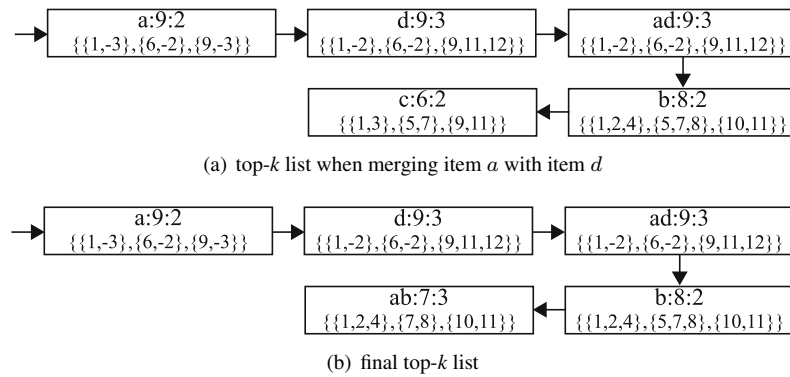 a:9:2
{{1,-3},{6,-2},{9,-3}}
d:9:3
{{1,-2},{6,-2},{9,11,12}}
ad:9:3
{{1,-2},{6,-2},{9,11,12}}
c:6:2
{{1,3},{5,7},{9,11}}
b:8:2
{{1,2,4},{5,7,8},{10,11}}
(a) top-k list when merging item a with item d
a:9:2
{{1,-3},{6,-2},{9,-3}}
d:9:3
{{1,-2},{6,-2},{9,11,12}}
ad:9:3
{{1,-2},{6,-2},{9,11,12}}
ab:7:3
{{1,2,4},{7,8},{10,11}}
b:8:2
{{1,2,4},{5,7,8},{10,11}}
(b) final top-k list